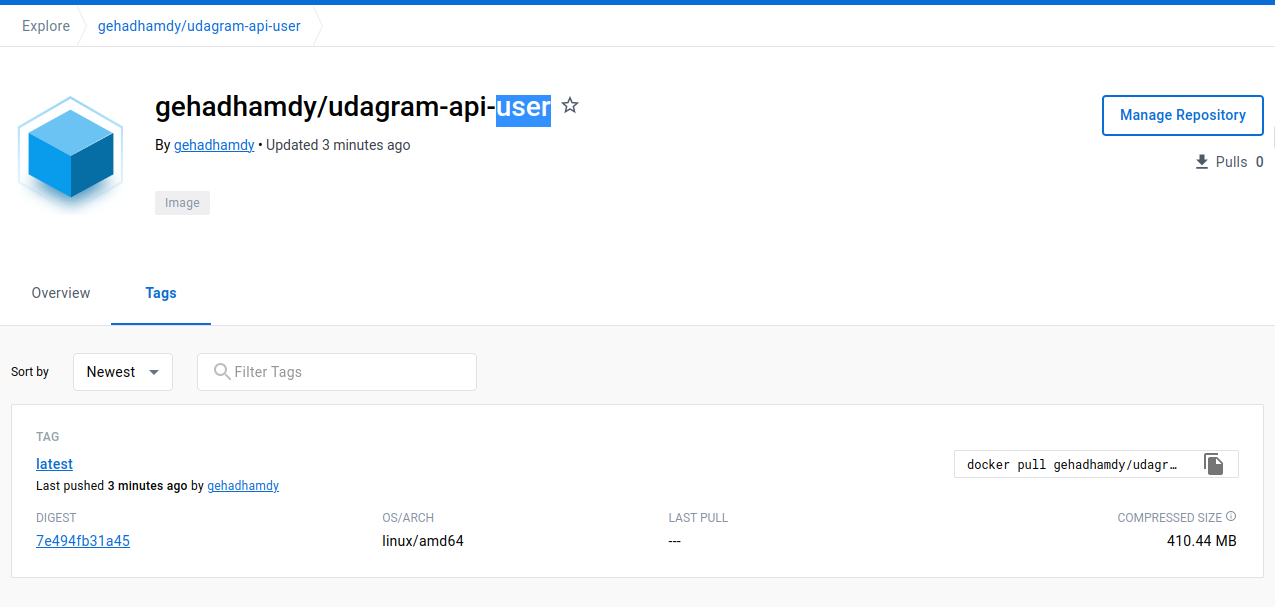 Explore
gehadhamdy/udagram-api-user
gehadhamdy/udagram-api-user
Manage Repository
By gehadhamdy • Updated 3 minutes ago
Pulls 0
Image
Overview
Tags
Sort by
Newest
Filter Tags
TAG
latest
docker pull gehadhamdy/udagr…
Last pushed 3 minutes ago by gehadhamdy
DIGEST
OS/ARCH
LAST PULL
COMPRESSED SIZE
7e494fb31a45
linux/amd64
---
410.44 MB